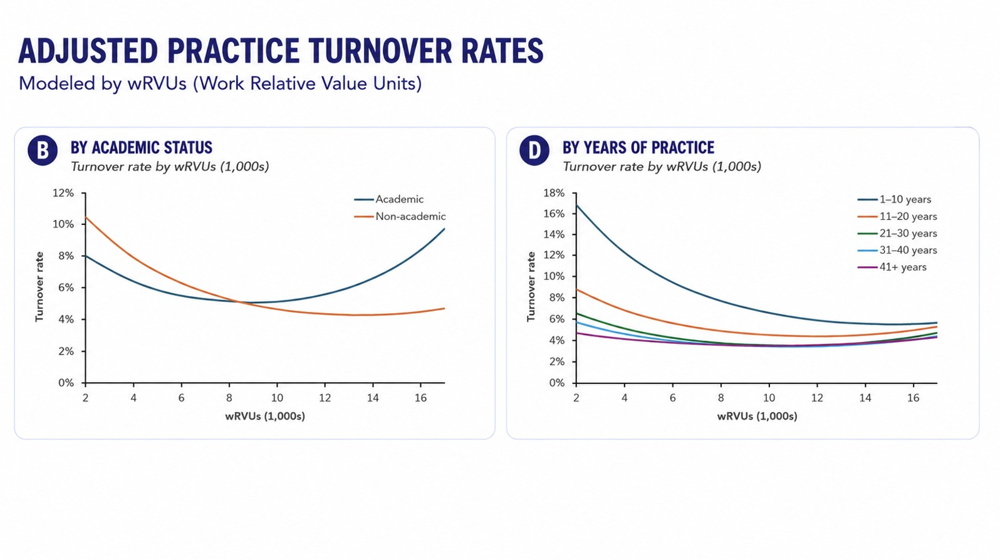 ADJUSTED PRACTICE TURNOVER RATES
Modeled by wRVUs (Work Relative Value Units)
B
BY ACADEMIC STATUS
Turnover rate by wRVUs (1,000s)
12%
10%
8%
6%
4%
2%
0%
Turnover rate
Academic
Non-academic
2 4 6 8 10 12 14 16
wRVUs (1,000s)
D
BY YEARS OF PRACTICE
Turnover rate by wRVUs (1,000s)
18%
16%
14%
12%
10%
8%
6%
4%
2%
0%
Turnover rate
1–10 years
11–20 years
21–30 years
31–40 years
41+ years
2 4 6 8 10 12 14 16
wRVUs (1,000s)